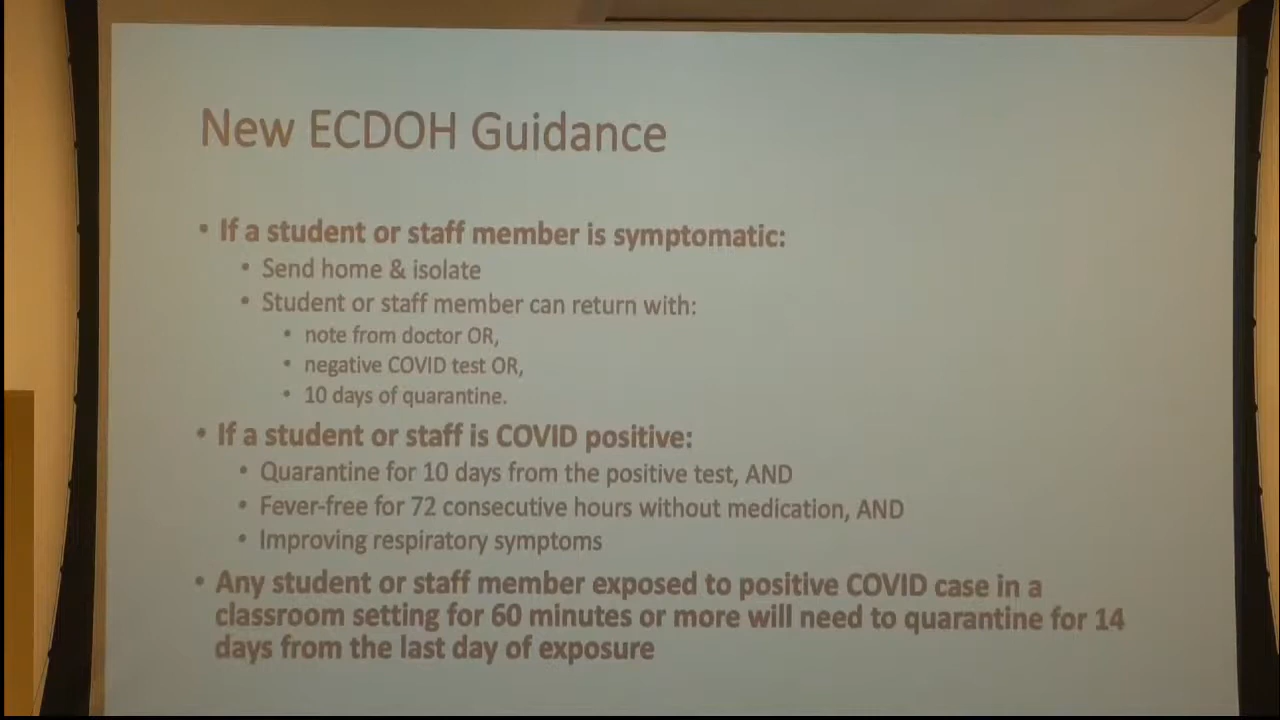 New ECDOH Guidance
• If a student or staff member is symptomatic:
• Send home & isolate
• Student or staff member can return with:
• note from doctor OR,
• negative COVID test OR,
• 10 days of quarantine.
• If a student or staff is COVID positive:
• Quarantine for 10 days from the positive test, AND
• Fever-free for 72 consecutive hours without medication, AND
• Improving respiratory symptoms
• Any student or staff member exposed to positive COVID case in a
classroom setting for 60 minutes or more will need to quarantine for 14
days from the last day of exposure